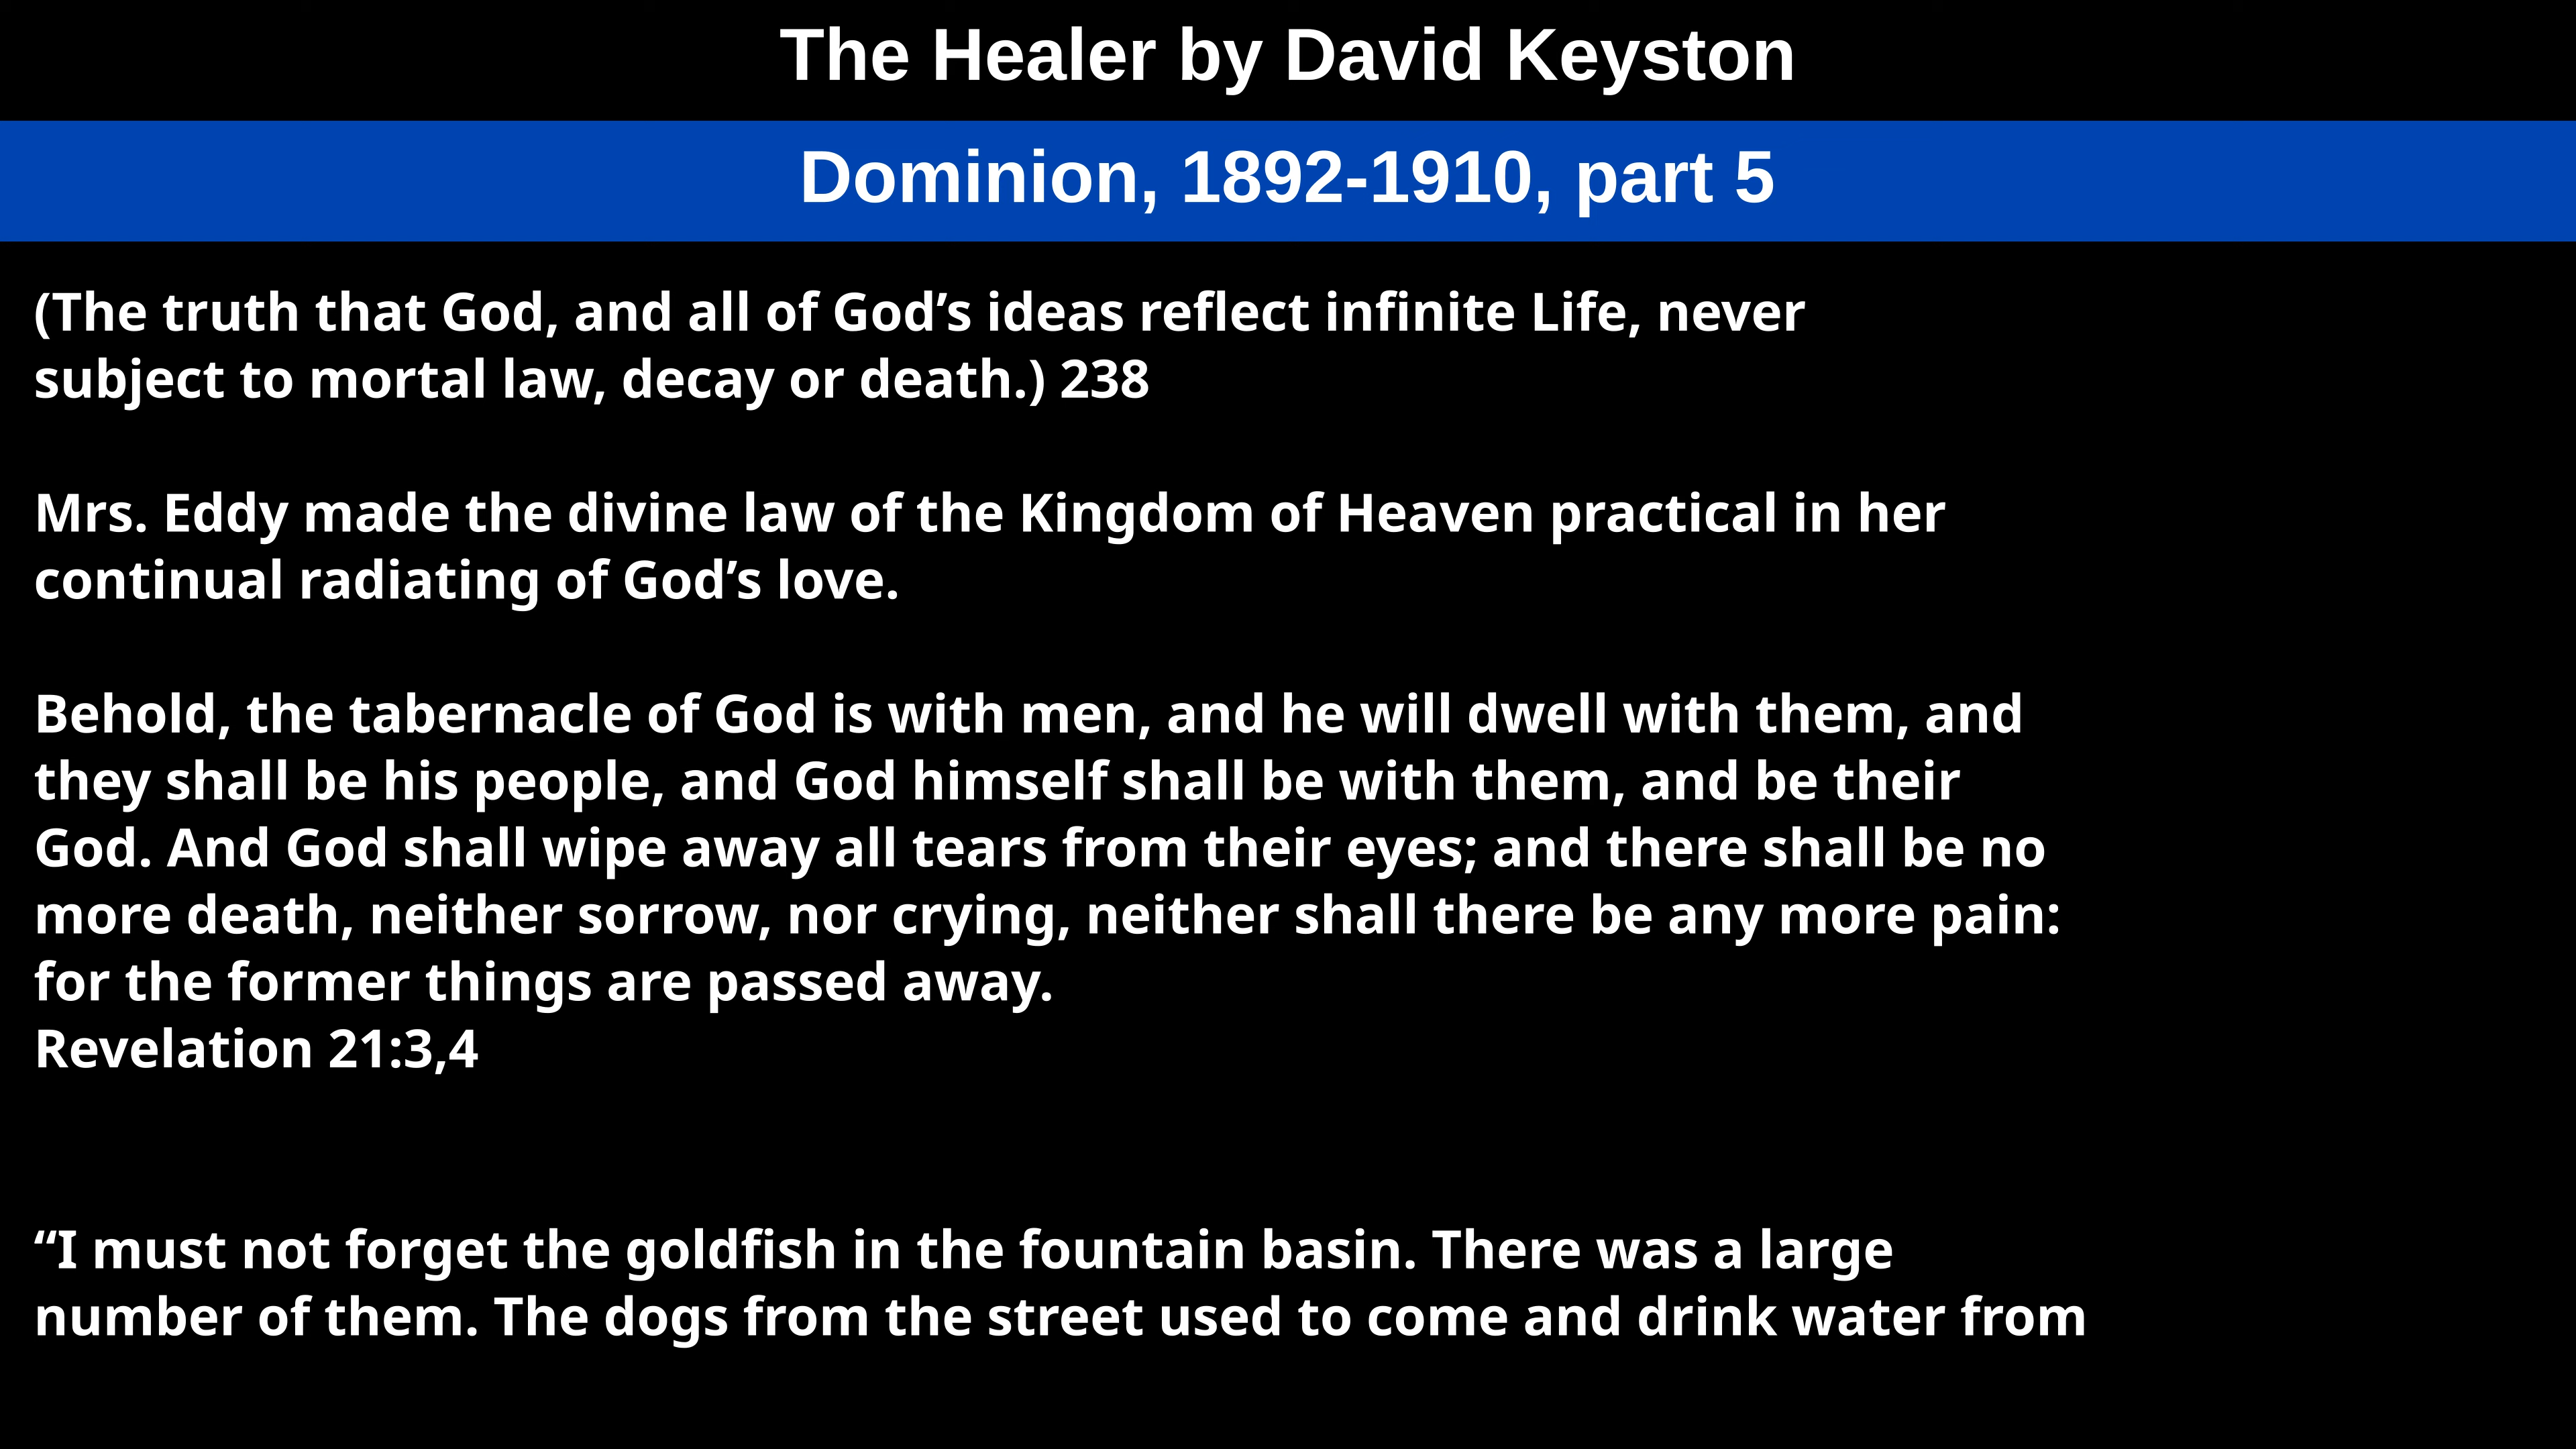 The Healer by David Keyston
Dominion, 1892-1910, part 5
(The truth that God, and all of God’s ideas reflect infinite Life, never
subject to mortal law, decay or death.) 238
Mrs. Eddy made the divine law of the Kingdom of Heaven practical in her
continual radiating of God’s love.
Behold, the tabernacle of God is with men, and he will dwell with them, and
they shall be his people, and God himself shall be with them, and be their
God. And God shall wipe away all tears from their eyes; and there shall be no
more death, neither sorrow, nor crying, neither shall there be any more pain:
for the former things are passed away.
Revelation 21:3,4
“I must not forget the goldfish in the fountain basin. There was a large
number of them. The dogs from the street used to come and drink water from